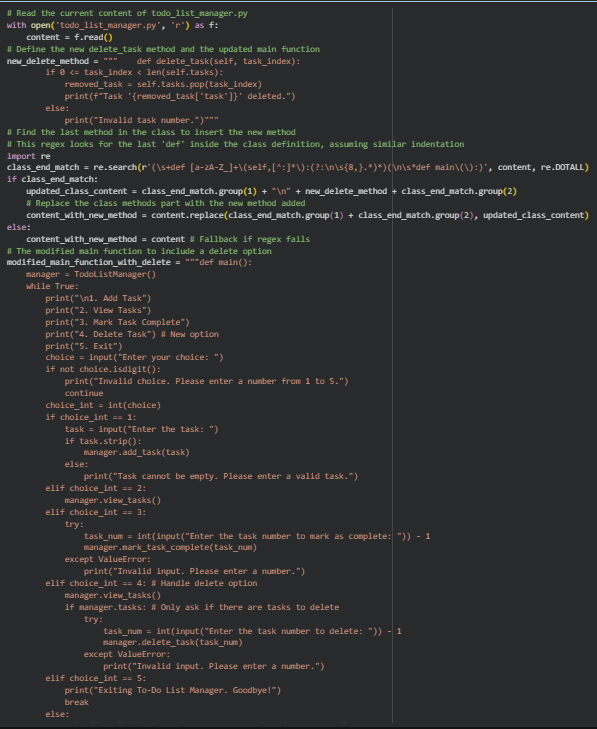 # Read the current content of todo_list_manager.py
with open('todo_list_manager.py', 'r') as f:
    content = f.read()
# Define the new delete_task method and the updated main function
new_delete_method = """    def delete_task(self, task_index):
        if 0 <= task_index < len(self.tasks):
            removed_task = self.tasks.pop(task_index)
            print(f"Task '{removed_task['task']}' deleted.")
        else:
            print("Invalid task number.")"""
# Find the last method in the class to insert the new method
# This regex looks for the last 'def' inside the class definition, assuming similar indentation
import re
class_end_match = re.search(r'(\s+def [a-zA-Z_]+\(self,[^:]*\):(?:\n\s{8,}.*)*)(\n\s*def main\(\):)', content, re.DOTALL)
if class_end_match:
    updated_class_content = class_end_match.group(1) + "\n" + new_delete_method + class_end_match.group(2)
    # Replace the class methods part with the new method added
    content_with_new_method = content.replace(class_end_match.group(1) + class_end_match.group(2), updated_class_content)
else:
    content_with_new_method = content # Fallback if regex fails
# The modified main function to include a delete option
modified_main_function_with_delete = """def main():
    manager = TodoListManager()
    while True:
        print("\n1. Add Task")
        print("2. View Tasks")
        print("3. Mark Task Complete")
        print("4. Delete Task") # New option
        print("5. Exit")
        choice = input("Enter your choice: ")
        if not choice.isdigit():
            print("Invalid choice. Please enter a number from 1 to 5.")
            continue
        choice_int = int(choice)
        if choice_int == 1:
            task = input("Enter the task: ")
            if task.strip():
                manager.add_task(task)
            else:
                print("Task cannot be empty. Please enter a valid task.")
        elif choice_int == 2:
            manager.view_tasks()
        elif choice_int == 3:
            try:
                task_num = int(input("Enter the task number to mark as complete: ")) - 1
                manager.mark_task_complete(task_num)
            except ValueError:
                print("Invalid input. Please enter a number.")
        elif choice_int == 4: # Handle delete option
            manager.view_tasks()
            if manager.tasks: # Only ask if there are tasks to delete
                try:
                    task_num = int(input("Enter the task number to delete: ")) - 1
                    manager.delete_task(task_num)
                except ValueError:
                    print("Invalid input. Please enter a number.")
        elif choice_int == 5:
            print("Exiting To-Do List Manager. Goodbye!")
            break
        else: